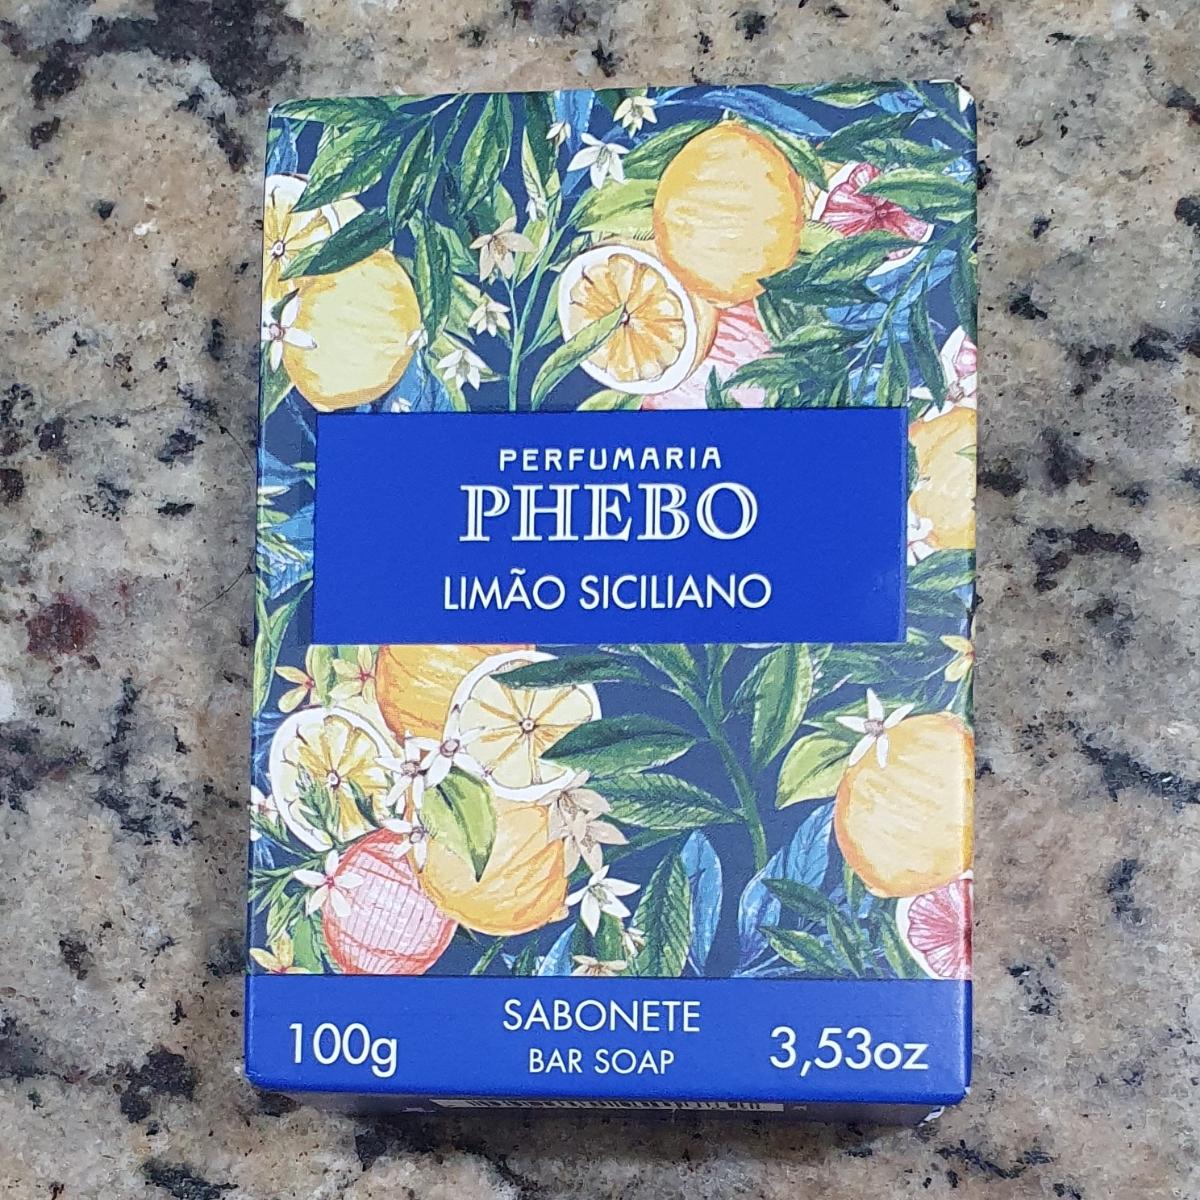 PERFUMARIA
PHEBO
LIMÃO SICILIANO
SABONETE
BAR SOAP
100g
3,53oz